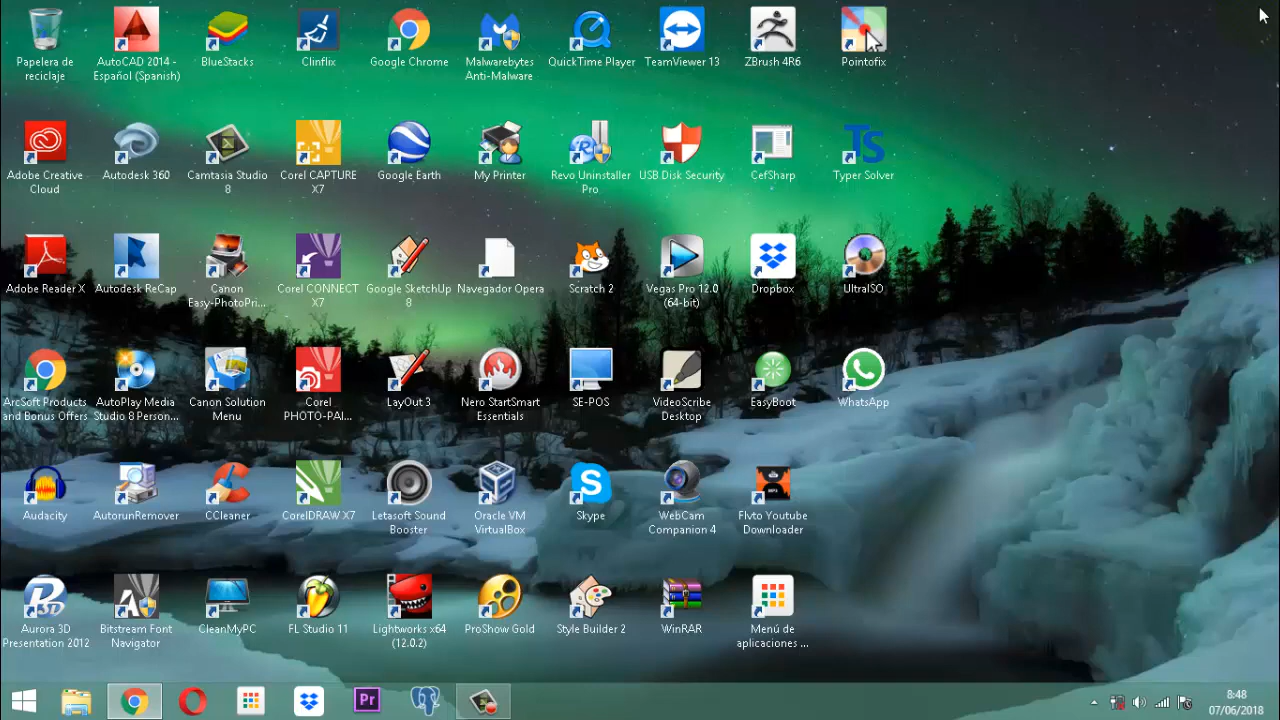 Papelera de
reciclaje
AutoCAD 2014 -
Español (Spanish)
BlueStacks
Clinflix
Google Chrome
Malwarebytes
Anti-Malware
QuickTime Player
TeamViewer 13
ZBrush 4R6
Pointofix
Adobe Creative
Cloud
Autodesk 360
Camtasia Studio
8
Corel CAPTURE
X7
Google Earth
My Printer
Revo Uninstaller
Pro
USB Disk Security
CefSharp
TS
Typer Solver
Adobe Reader X
Autodesk ReCap
Canon
Easy-PhotoPri...
Corel CONNECT
X7
Google SketchUp
8
Navegador Opera
Scratch 2
Vegas Pro 12.0
(64-bit)
Dropbox
UltraISO
ArcSoft Products
and Bonus Offers
AutoPlay Media
Studio 8 Person...
Canon Solution
Menu
Corel
PHOTO-PAI...
LayOut 3
Nero StartSmart
Essentials
SE-POS
VideoScribe
Desktop
EasyBoot
WhatsApp
Audacity
AutorunRemover
CCleaner
CorelDRAW X7
Letasoft Sound
Booster
Oracle VM
VirtualBox
Skype
WebCam
Companion 4
Flvto Youtube
Downloader
Aurora 3D
Presentation 2012
Bitstream Font
Navigator
CleanMyPC
FL Studio 11
Lightworks x64
(12.0.2)
ProShow Gold
Style Builder 2
WinRAR
Menú de
aplicaciones ...
Pr
8:48
07/06/2018